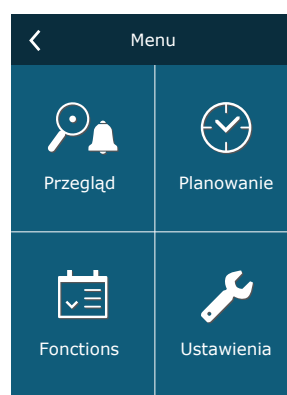 Menu
Przegląd
Planowanie
Fonctions
Ustawienia